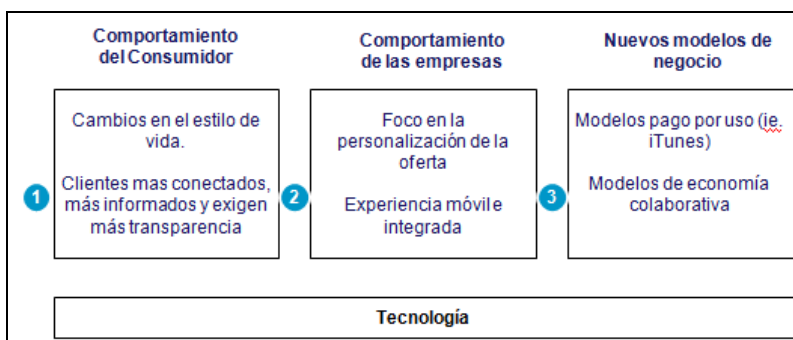 Comportamiento
del Consumidor
Comportamiento
de las empresas
Nuevos modelos de
negocio
1
Cambios en el estilo de
vida.
Clientes mas conectados,
más informados y exigen
más transparencia
2
Foco en la
personalización de la
oferta
Experiencia móvil e
integrada
3
Modelos pago por uso (ie.
iTunes)
Modelos de economía
colaborativa
Tecnología